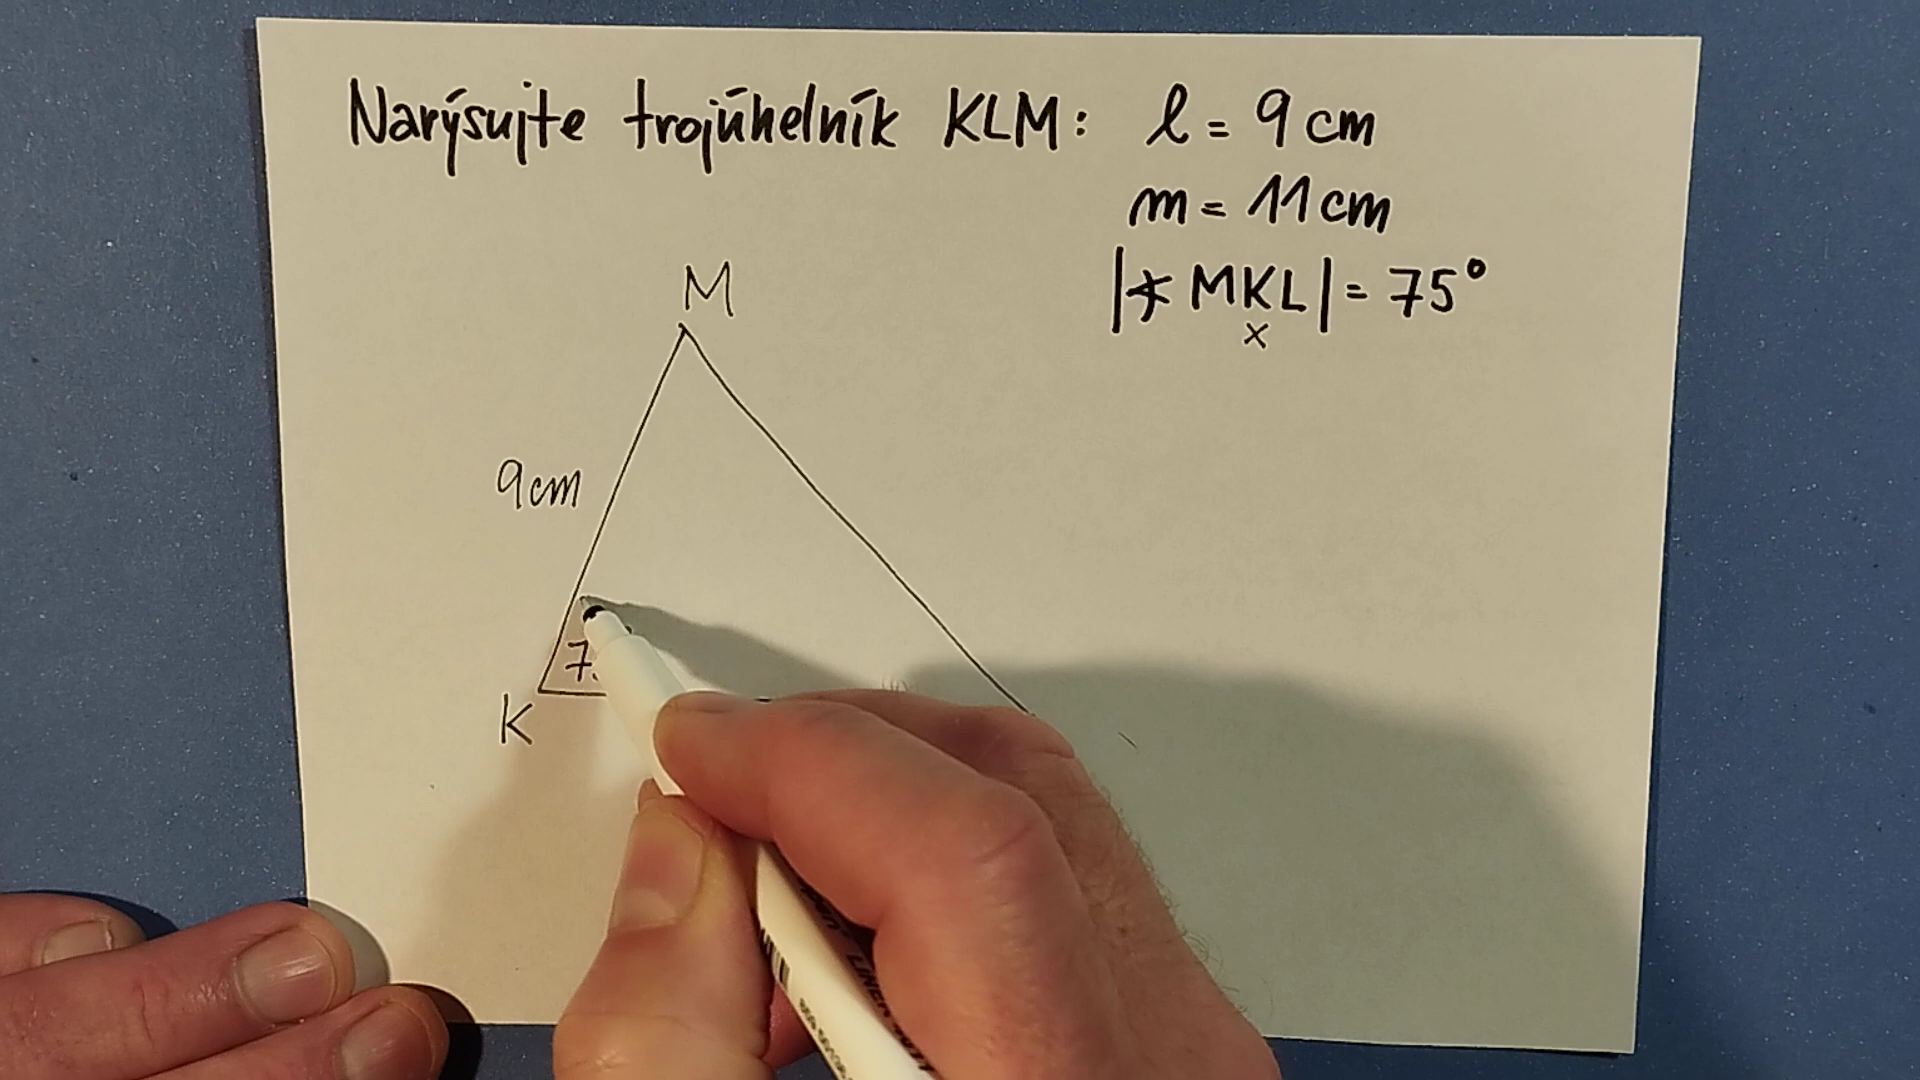 Narýsujte trojúhelník KLM: l = 9 cm
m = 11 cm
|∢ MKL| = 75°
x
M
9cm
K